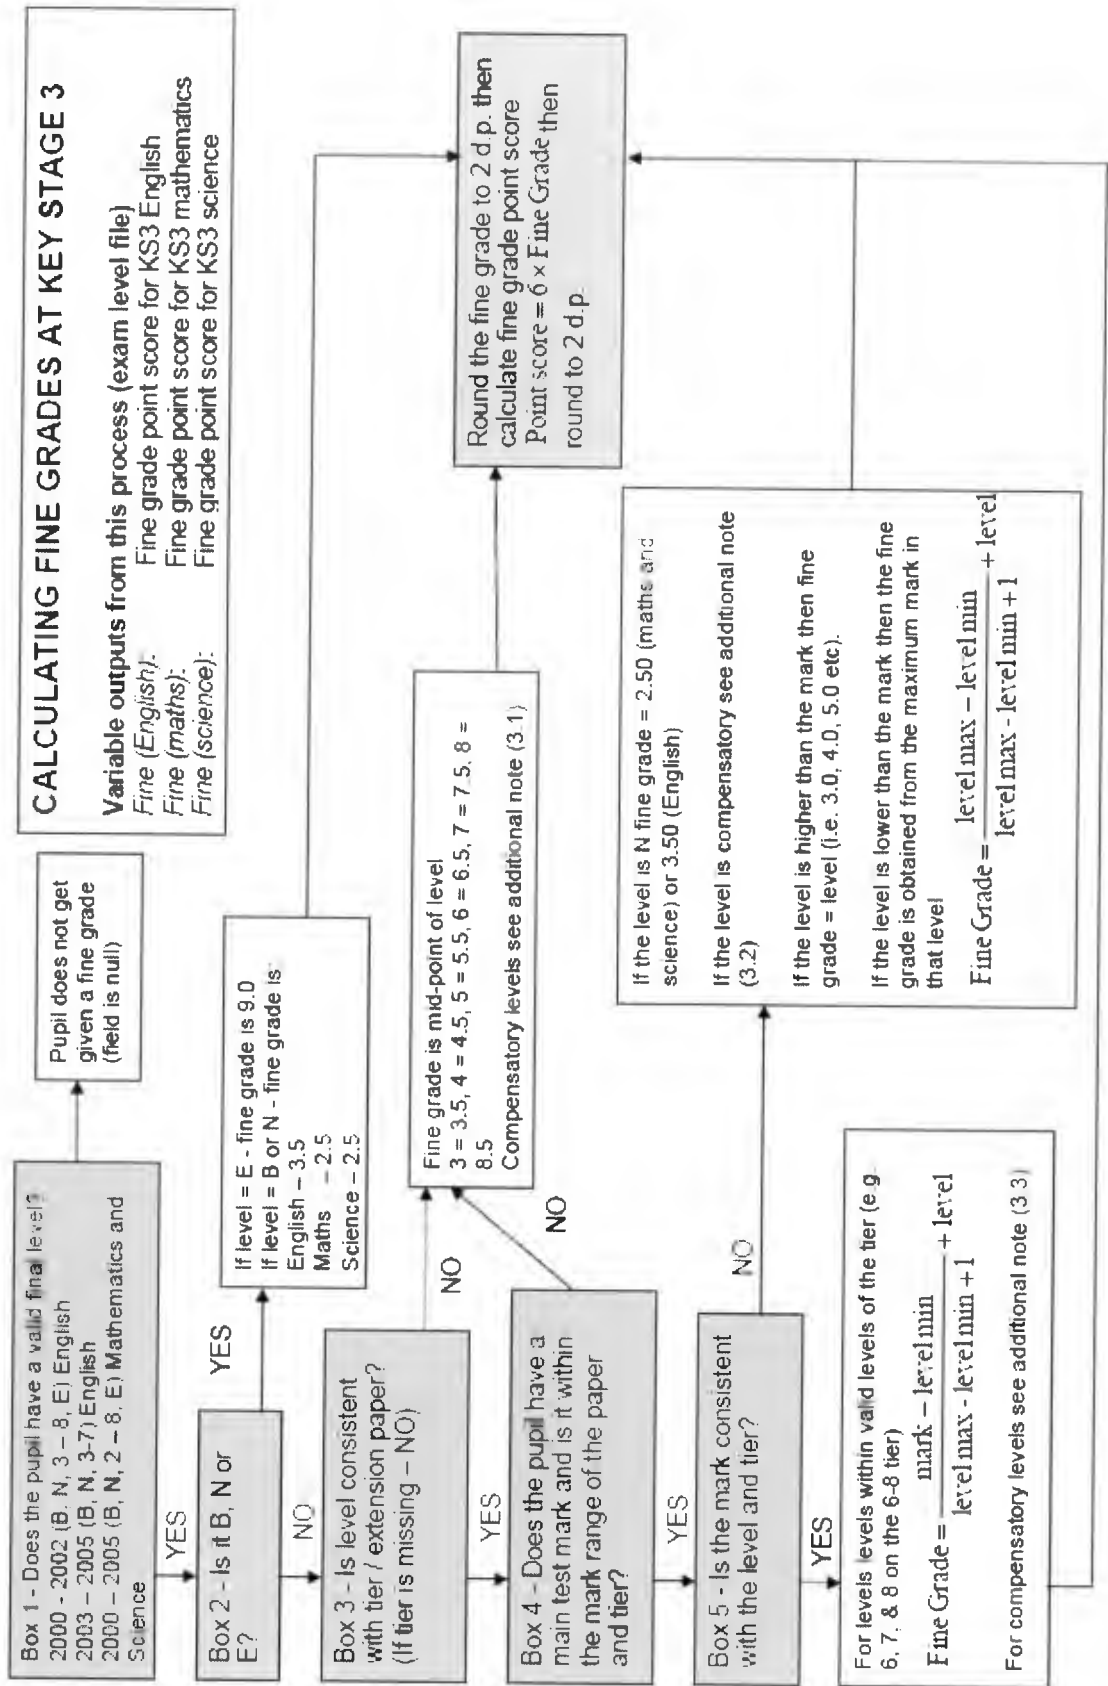 CALCULATING FINE GRADES AT KEY STAGE 3
Variable outputs from this process (exam level file)
Fine (English): Fine grade point score for KS3 English
Fine (maths): Fine grade point score for KS3 mathematics
Fine (science): Fine grade point score for KS3 science
Box 1 - Does the pupil have a valid final level?
2000 - 2002 (B, N, 3 – 8, E) English
2003 – 2005 (B, N, 3-7) English
2000 – 2005 (B, N, 2 – 8, E) Mathematics and
Science
Pupil does not get
given a fine grade
(field is null)
YES
Box 2 - Is it B, N or
E?
YES
If level = E - fine grade is 9.0
If level = B or N - fine grade is:
English – 3.5
Maths – 2.5
Science – 2.5
NO
Box 3 - Is level consistent
with tier / extension paper?
(If tier is missing – NO)
NO
Fine grade is mid-point of level
3 = 3.5, 4 = 4.5, 5 = 5.5, 6 = 6.5, 7 = 7.5, 8 =
8.5
Compensatory levels see additional note (3.1)
YES
Box 4 - Does the pupil have a
main test mark and is it within
the mark range of the paper
and tier?
NO
YES
Box 5 - Is the mark consistent
with the level and tier?
NO
If the level is N fine grade = 2.50 (maths and
science) or 3.50 (English)
If the level is compensatory see additional note
(3.2)
If the level is higher than the mark then fine
grade = level (i.e. 3.0, 4.0, 5.0 etc).
If the level is lower than the mark then the fine
grade is obtained from the maximum mark in
that level
Fine Grade = level max – level min / level max - level min + 1 + level
YES
For levels levels within valid levels of the tier (e.g.
6, 7, & 8 on the 6-8 tier)
Fine Grade = mark – level min / level max - level min + 1 + level
For compensatory levels see additional note (3.3)
Round the fine grade to 2 d.p. then
calculate fine grade point score
Point score = 6 × Fine Grade then
round to 2 d.p.